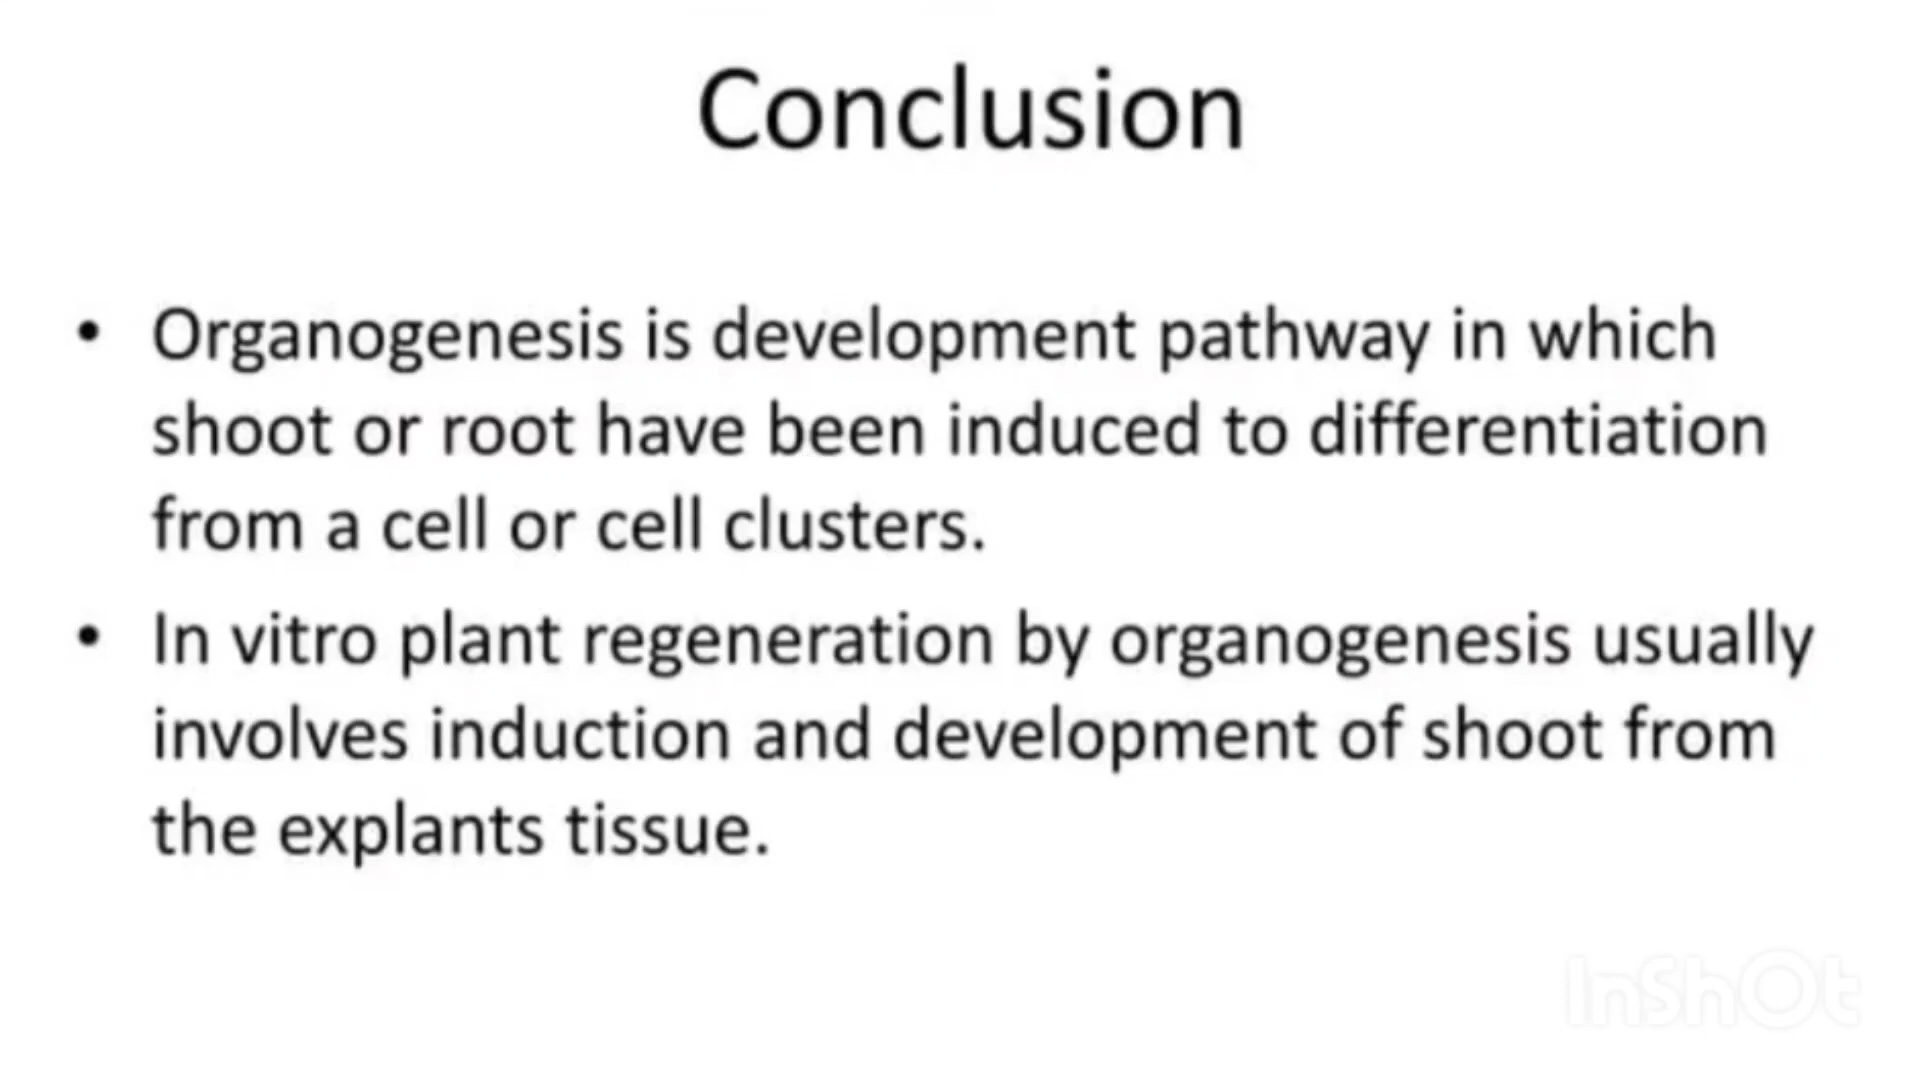 Conclusion
• Organogenesis is development pathway in which
shoot or root have been induced to differentiation
from a cell or cell clusters.
• In vitro plant regeneration by organogenesis usually
involves induction and development of shoot from
the explants tissue.
InShOt